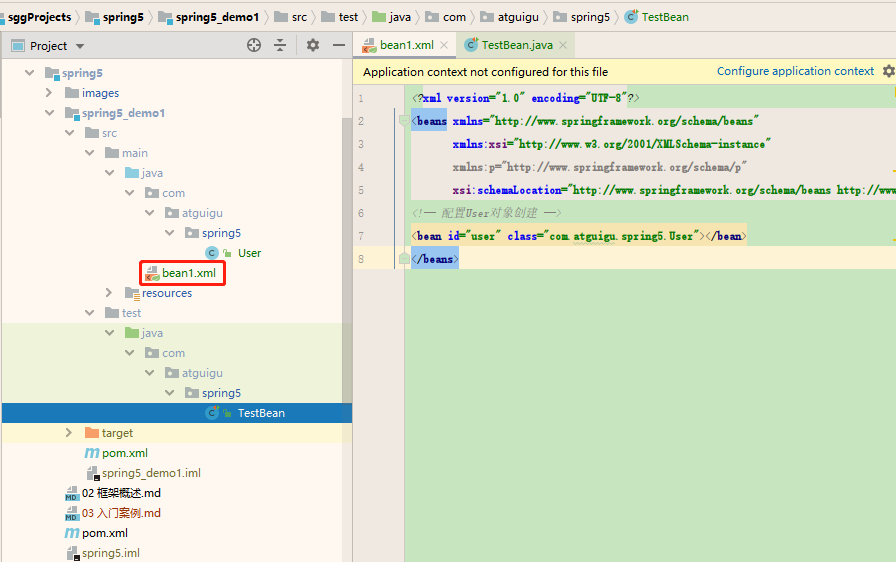 sggProjects spring5 spring5_demo1 src test java com atguigu spring5 TestBean
Project
bean1.xml TestBean.java
spring5
images
spring5_demo1
src
main
java
com
atguigu
spring5
User
bean1.xml
resources
test
java
com
atguigu
spring5
TestBean
target
pom.xml
spring5_demo1.iml
02 框架概述.md
03 入门案例.md
pom.xml
spring5.iml
Application context not configured for this file Configure application context
1 <?xml version="1.0" encoding="UTF-8"?>
2 <beans xmlns="http://www.springframework.org/schema/beans"
3 xmlns:xsi="http://www.w3.org/2001/XMLSchema-instance"
4 xmlns:p="http://www.springframework.org/schema/p"
5 xsi:schemaLocation="http://www.springframework.org/schema/beans http://www
6 <!-- 配置User对象创建 -->
7 <bean id="user" class="com.atguigu.spring5.User"></bean>
8 </beans>